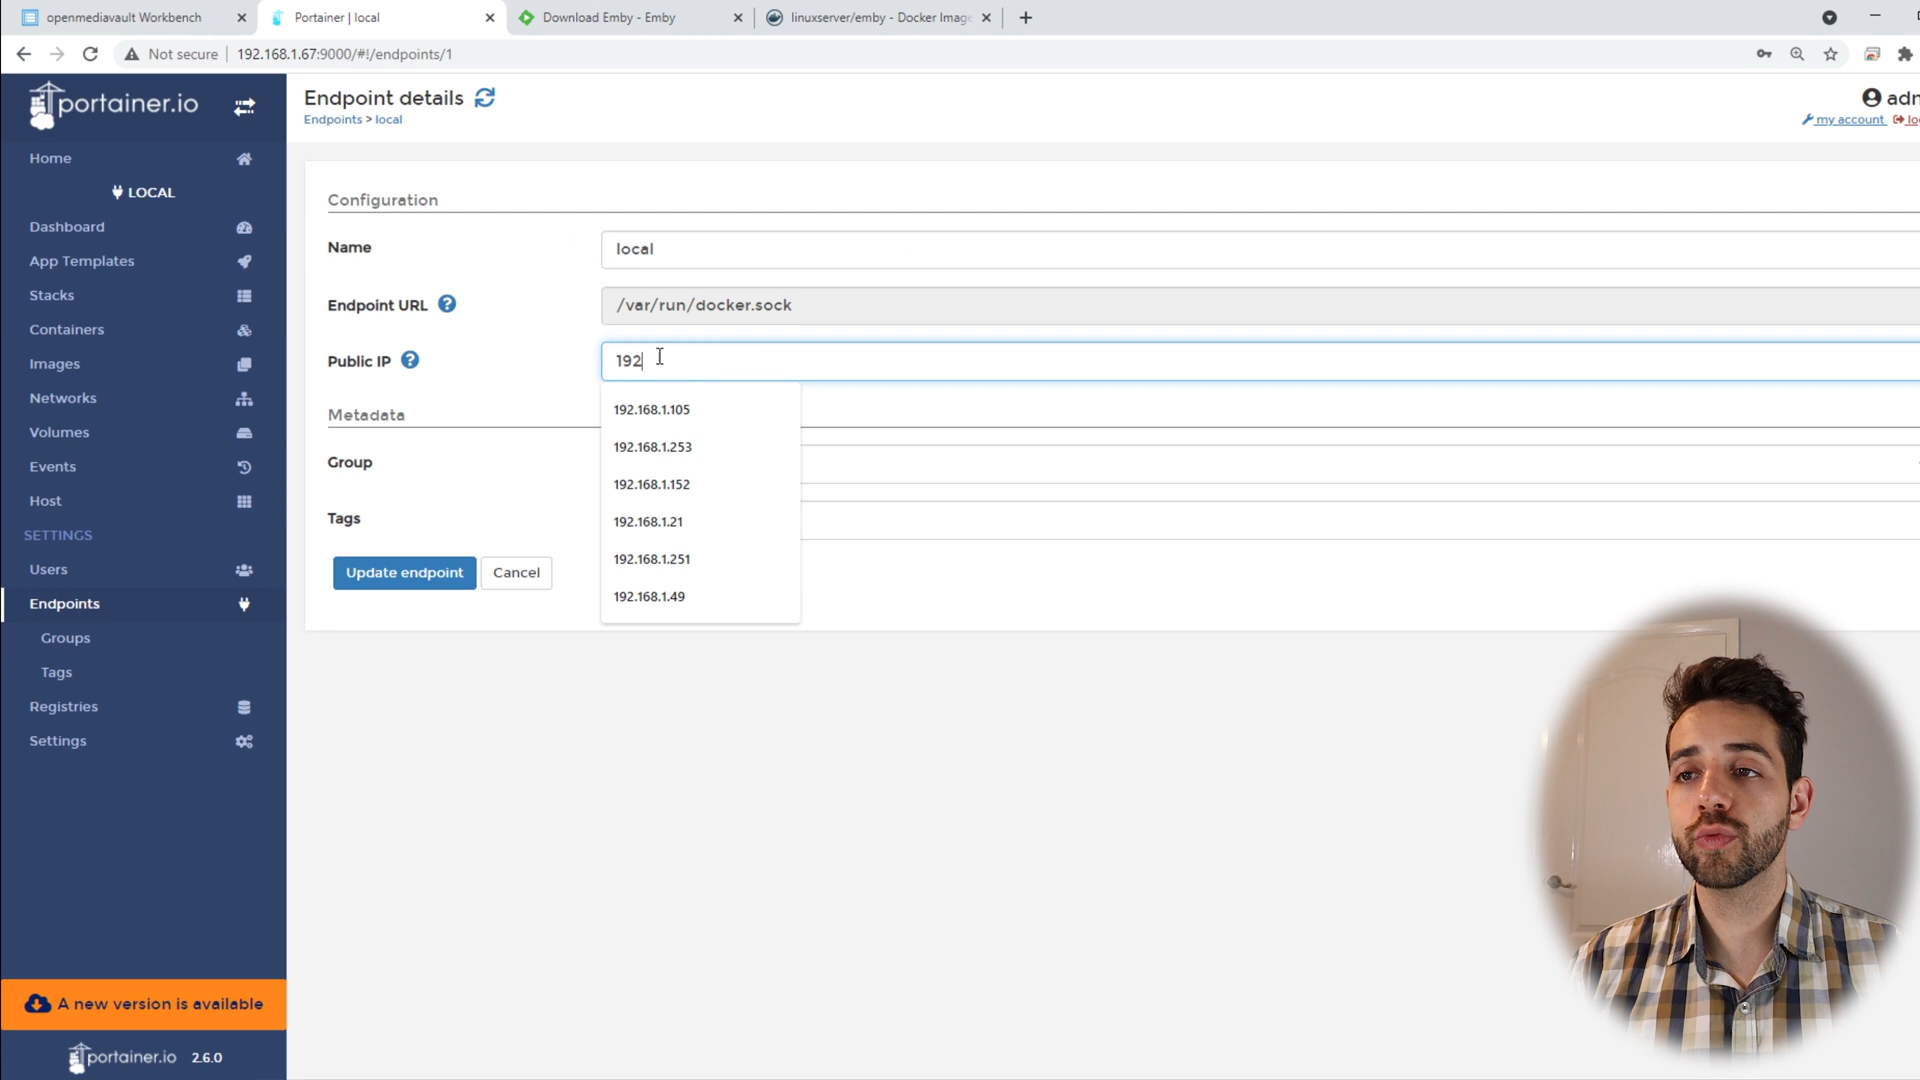 openmediavault Workbench
Portainer | local
Download Emby - Emby
linuxserver/emby - Docker Imag
Not secure
192.168.1.67:9000/#!/endpoints/1
portainer.io
Home
LOCAL
Dashboard
App Templates
Stacks
Containers
Images
Networks
Volumes
Events
Host
SETTINGS
Users
Endpoints
Groups
Tags
Registries
Settings
A new version is available
portainer.io 2.6.0
Endpoint details
Endpoints > local
adm
my account lo
Configuration
Name
local
Endpoint URL
/var/run/docker.sock
Public IP
192
192.168.1.105
192.168.1.253
192.168.1.152
192.168.1.21
192.168.1.251
192.168.1.49
Metadata
Group
Tags
Update endpoint
Cancel